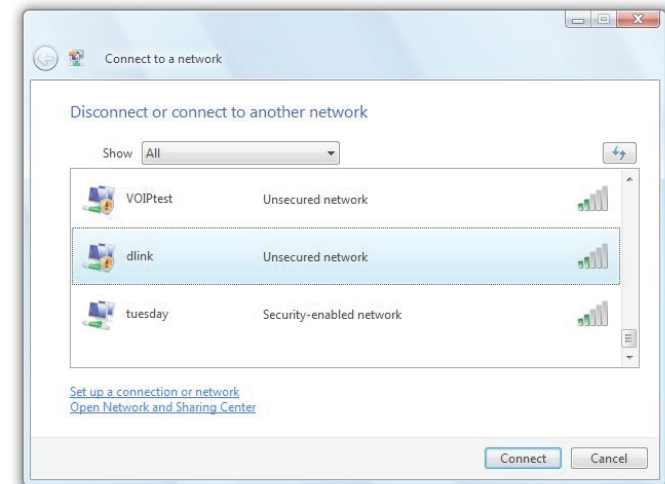 Connect to a network
Disconnect or connect to another network
Show All
VOIPtest Unsecured network
dlink Unsecured network
tuesday Security-enabled network
Set up a connection or network
Open Network and Sharing Center
Connect Cancel